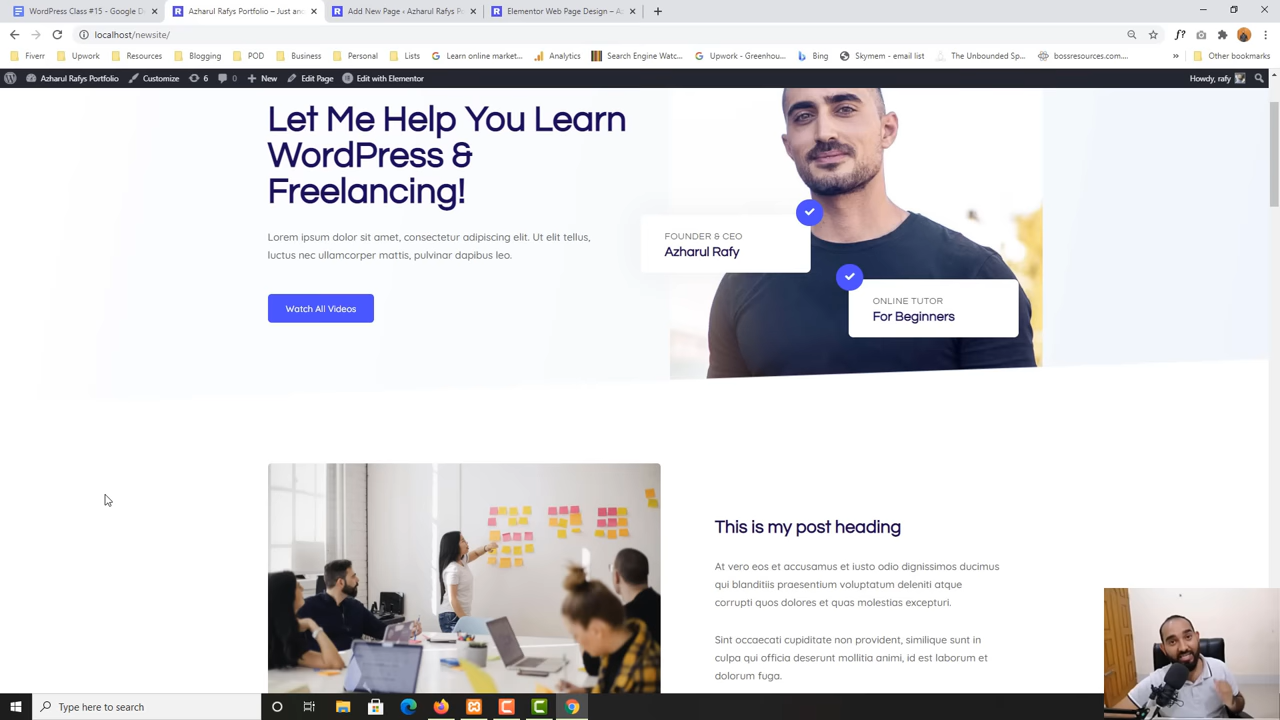 WordPress Class #15 - Google D
Azharul Rafys Portfolio – Just an
Add New Page ‹ Azharul Rafys P
Elementor Web Page Design – Az
localhost/newsite/
Fiverr
Upwork
Resources
Blogging
POD
Business
Personal
Lists
Learn online market...
Analytics
Search Engine Watc...
Upwork - Greenhou...
Bing
Skymem - email list
The Unbounded Sp...
bossresources.com...
»
Other bookmarks
Azharul Rafys Portfolio
Customize
6
0
New
Edit Page
Edit with Elementor
Howdy, rafy
Let Me Help You Learn
WordPress &
Freelancing!
Lorem ipsum dolor sit amet, consectetur adipiscing elit. Ut elit tellus,
luctus nec ullamcorper mattis, pulvinar dapibus leo.
Watch All Videos
FOUNDER & CEO
Azharul Rafy
ONLINE TUTOR
For Beginners
This is my post heading
At vero eos et accusamus et iusto odio dignissimos ducimus
qui blanditiis praesentium voluptatum deleniti atque
corrupti quos dolores et quas molestias excepturi.
Sint occaecati cupiditate non provident, similique sunt in
culpa qui officia deserunt mollitia animi, id est laborum et
dolorum fuga.
Type here to search